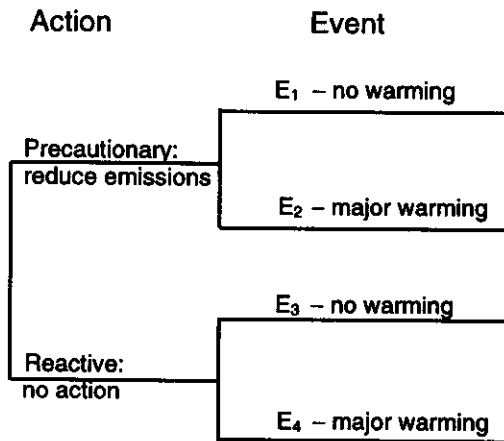 Action Event
E₁ – no warming
Precautionary:
reduce emissions
E₂ – major warming
E₃ – no warming
Reactive:
no action
E₄ – major warming